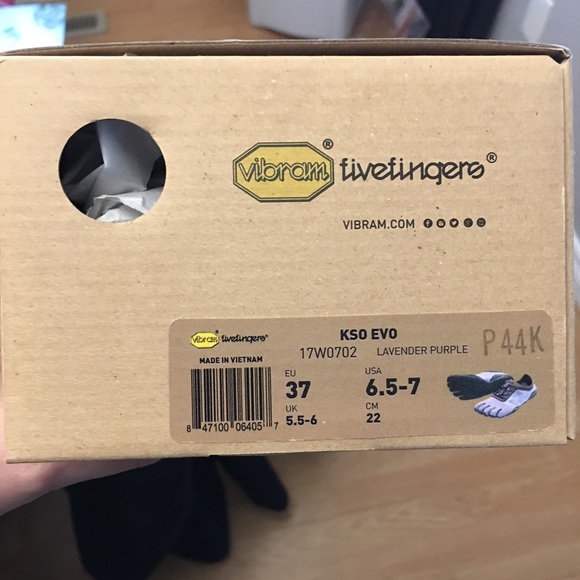 vibram® fivefingers®
VIBRAM.COM
vibram fivefingers®
MADE IN VIETNAM
8 47100 06405 7
KSO EVO
17W0702 LAVENDER PURPLE
P44K
EU
37
USA
6.5-7
UK
5.5-6
CM
22